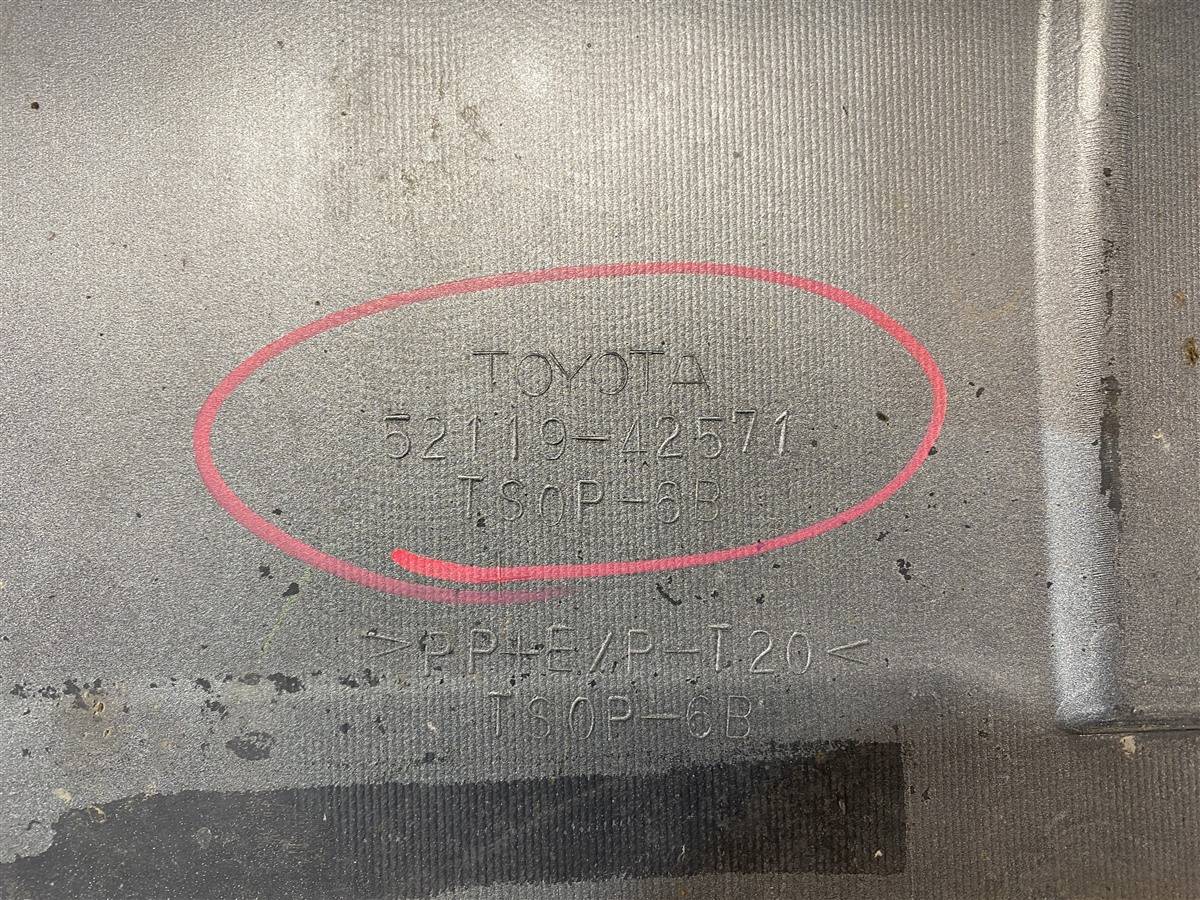 TOYOTA
52119-42571
TSOP-6B
>PP+E/P-T20<
TSOP-6B